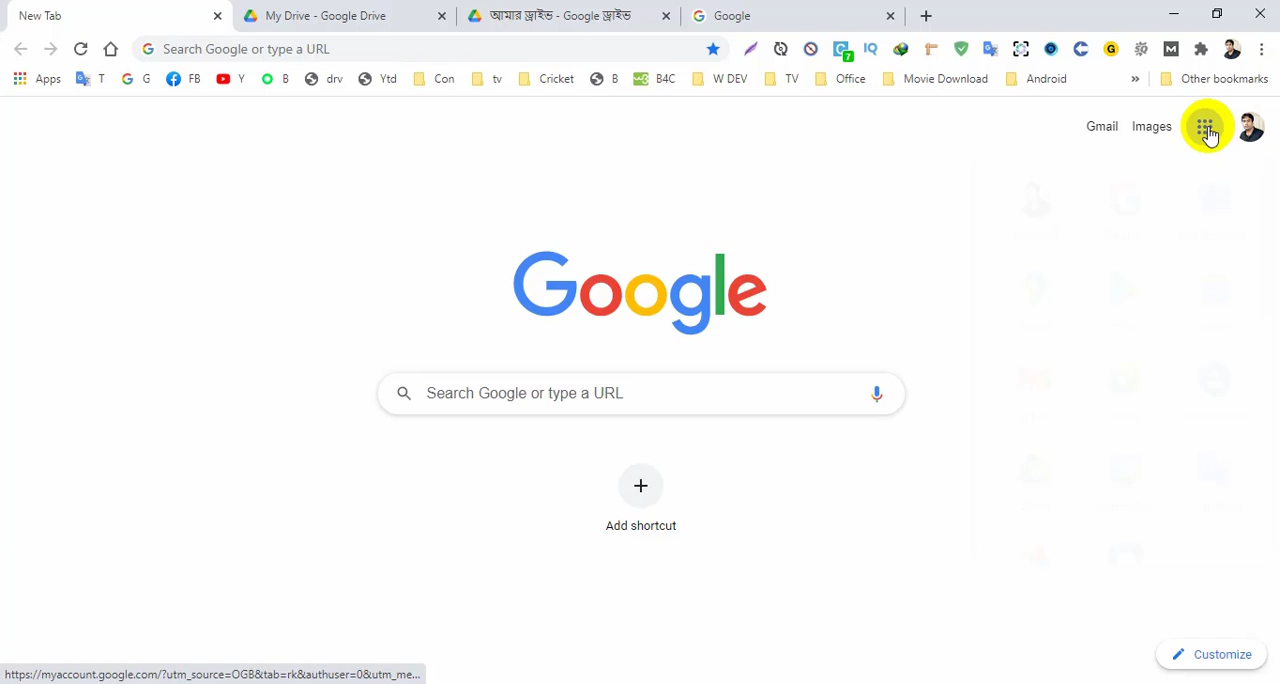 New Tab
My Drive - Google Drive
আমার ড্রাইভ - Google ড্রাইভ
Google
Search Google or type a URL
7
IQ
Apps
T
G
FB
Y
B
drv
Ytd
Con
tv
Cricket
B
B4C
W DEV
TV
Office
Movie Download
Android
»
Other bookmarks
Gmail
Images
Google
Search Google or type a URL
Add shortcut
Customize
https://myaccount.google.com/?utm_source=OGB&tab=rk&authuser=0&utm_me...